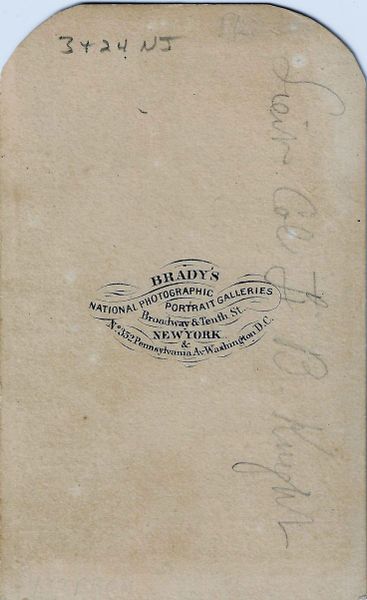 3 & 24 NJ
BRADY'S
NATIONAL PHOTOGRAPHIC PORTRAIT GALLERIES
Broadway & Tenth St.
NEW YORK
&
No. 352 Pennsylvania Av. Washington D.C.
Col Knight